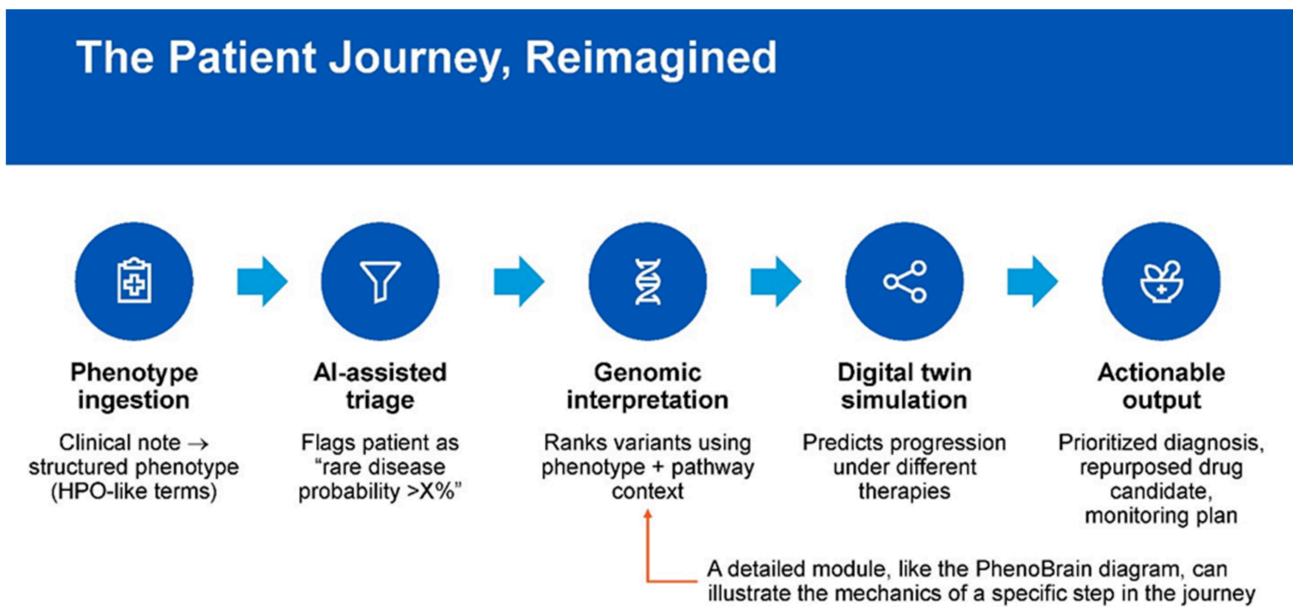 The Patient Journey, Reimagined
Phenotype
ingestion
Clinical note →
structured phenotype
(HPO-like terms)
AI-assisted
triage
Flags patient as
“rare disease
probability >X%”
Genomic
interpretation
Ranks variants using
phenotype + pathway
context
Digital twin
simulation
Predicts progression
under different
therapies
Actionable
output
Prioritized diagnosis,
repurposed drug
candidate,
monitoring plan
A detailed module, like the PhenoBrain diagram, can
illustrate the mechanics of a specific step in the journey